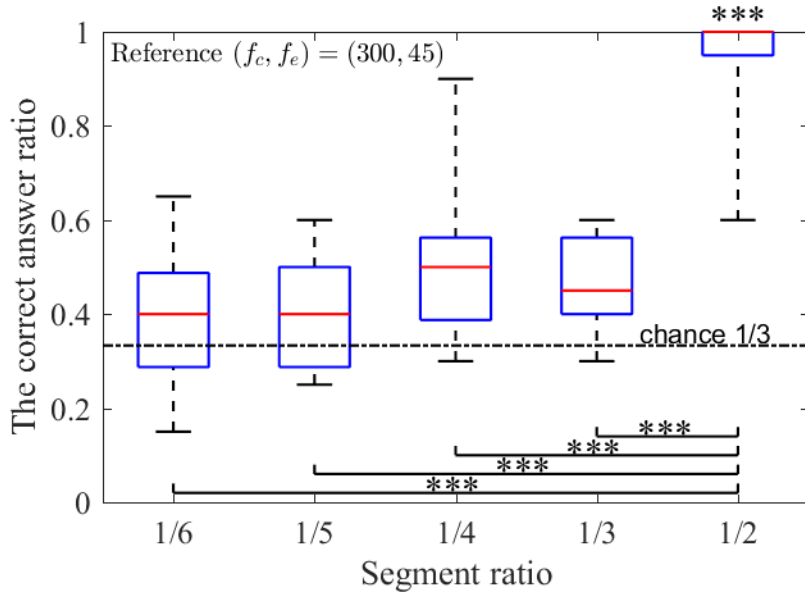 ***
Reference (f_c, f_e) = (300, 45)
The correct answer ratio
1
0.8
0.6
0.4
0.2
0
chance 1/3
***
***
***
***
1/6 1/5 1/4 1/3 1/2
Segment ratio